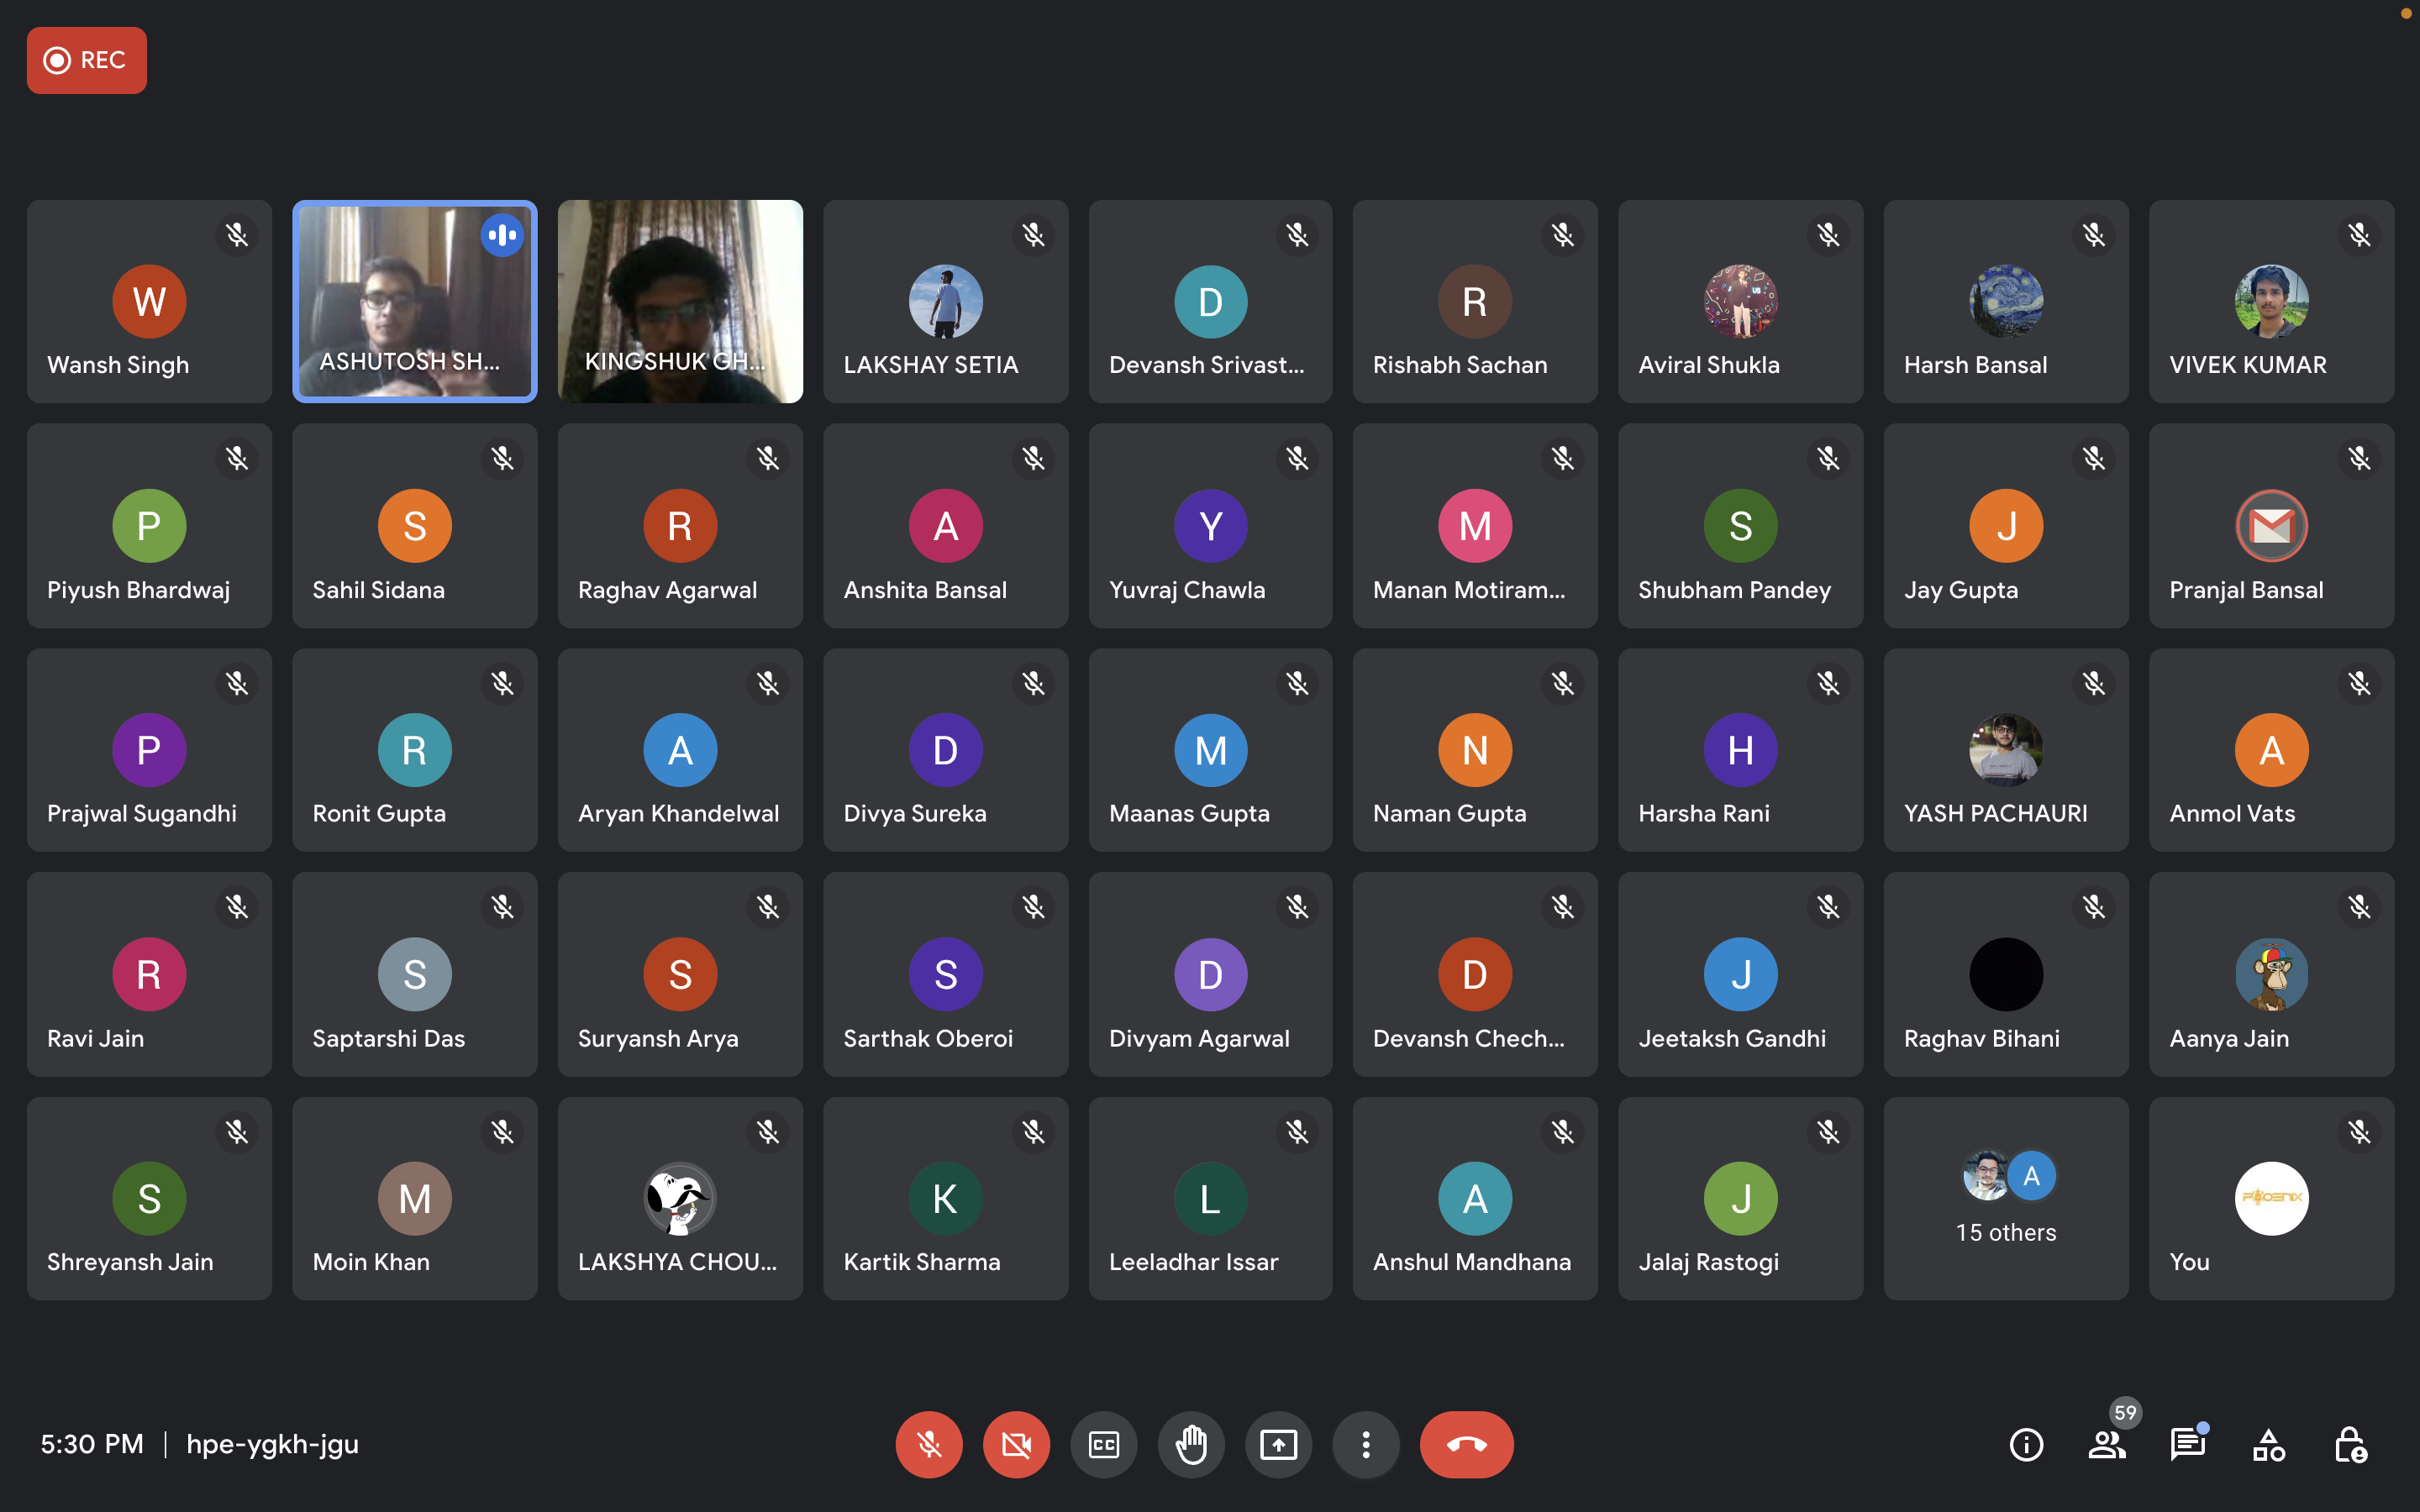 REC
W
Wansh Singh
ASHUTOSH SH...
KINGSHUK GH...
LAKSHAY SETIA
D
Devansh Srivast...
R
Rishabh Sachan
Aviral Shukla
Harsh Bansal
VIVEK KUMAR
P
Piyush Bhardwaj
S
Sahil Sidana
R
Raghav Agarwal
A
Anshita Bansal
Y
Yuvraj Chawla
M
Manan Motiram...
S
Shubham Pandey
J
Jay Gupta
Pranjal Bansal
P
Prajwal Sugandhi
R
Ronit Gupta
A
Aryan Khandelwal
D
Divya Sureka
M
Maanas Gupta
N
Naman Gupta
H
Harsha Rani
YASH PACHAURI
A
Anmol Vats
R
Ravi Jain
S
Saptarshi Das
S
Suryansh Arya
S
Sarthak Oberoi
D
Divyam Agarwal
D
Devansh Chech...
J
Jeetaksh Gandhi
Raghav Bihani
Aanya Jain
S
Shreyansh Jain
M
Moin Khan
LAKSHYA CHOU...
K
Kartik Sharma
L
Leeladhar Issar
A
Anshul Mandhana
J
Jalaj Rastogi
A
15 others
PHOENIX
You
5:30 PM | hpe-ygkh-jgu
CC
59